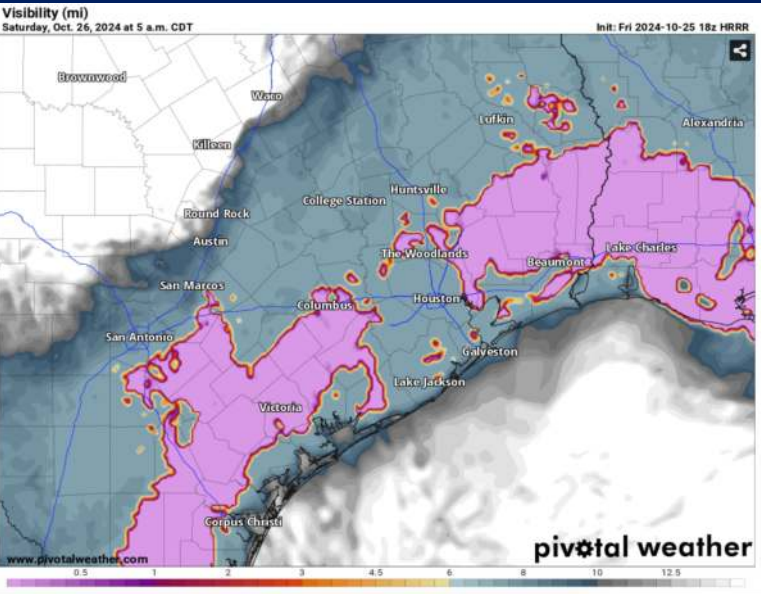 Visibility (mi)
Saturday, Oct. 26, 2024 at 5 a.m. CDT
Init: Fri 2024-10-25 18z HRRR
Brownwood
Waco
Lufkin
Alexandria
Killeen
Huntsville
College Station
Round Rock
Austin
The Woodlands
Beaumont
Lake Charles
San Marcos
Columbus
Houston
San Antonio
Galveston
Lake Jackson
Victoria
Corpus Christi
www.pivotalweather.com
pivotal weather
0.5 1 2 3 4.5 6 8 10 12.5